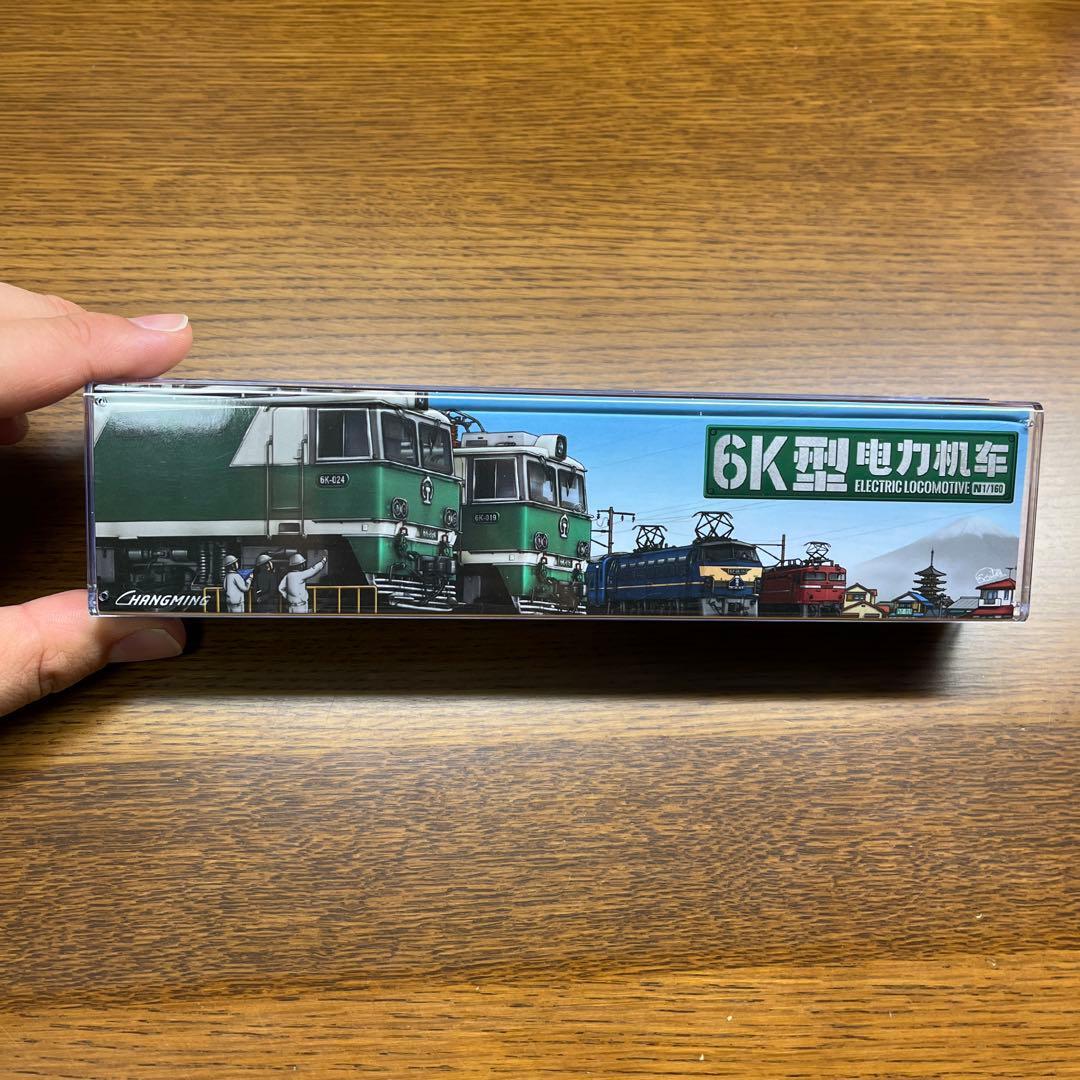 6K型电力机车
ELECTRIC LOCOMOTIVE N 1/160
6K-024
6K-019
CHANGMING